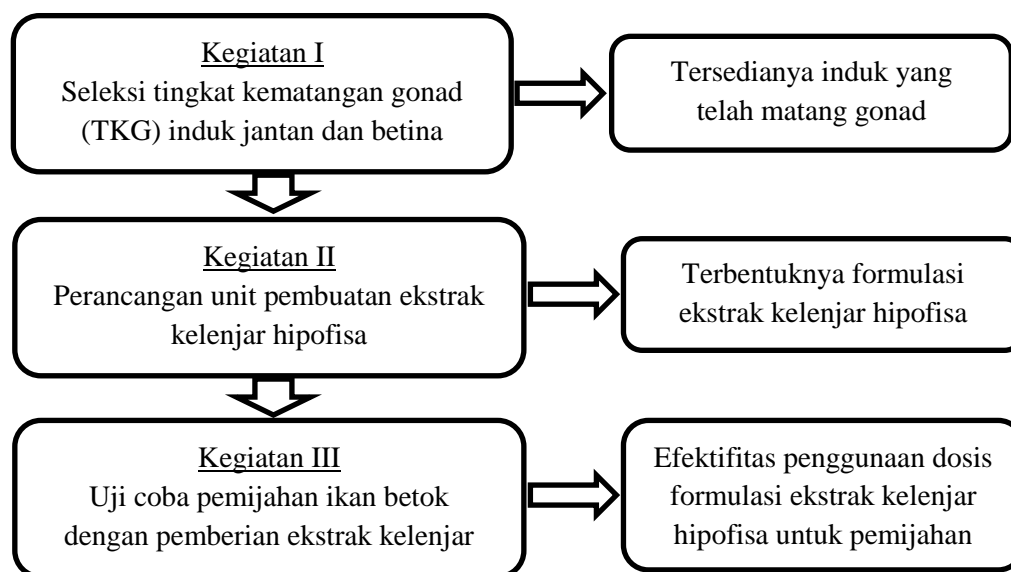 Kegiatan I
Seleksi tingkat kematangan gonad
(TKG) induk jantan dan betina
Tersedianya induk yang
telah matang gonad
Kegiatan II
Perancangan unit pembuatan ekstrak
kelenjar hipofisa
Terbentuknya formulasi
ekstrak kelenjar hipofisa
Kegiatan III
Uji coba pemijahan ikan betok
dengan pemberian ekstrak kelenjar
Efektifitas penggunaan dosis
formulasi ekstrak kelenjar
hipofisa untuk pemijahan